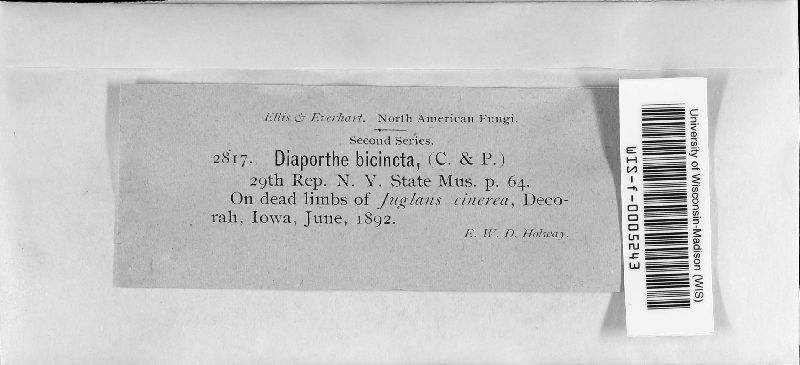 Ellis & Everhart. North American Fungi.
Second Series.
2817. Diaporthe bicincta, (C. & P.)
29th Rep. N. Y. State Mus. p. 64.
On dead limbs of Juglans cinerea, Deco-
rah, Iowa, June, 1892.
E. W. D. Holway.
University of Wisconsin-Madison (WIS)
WIS-f-0005243